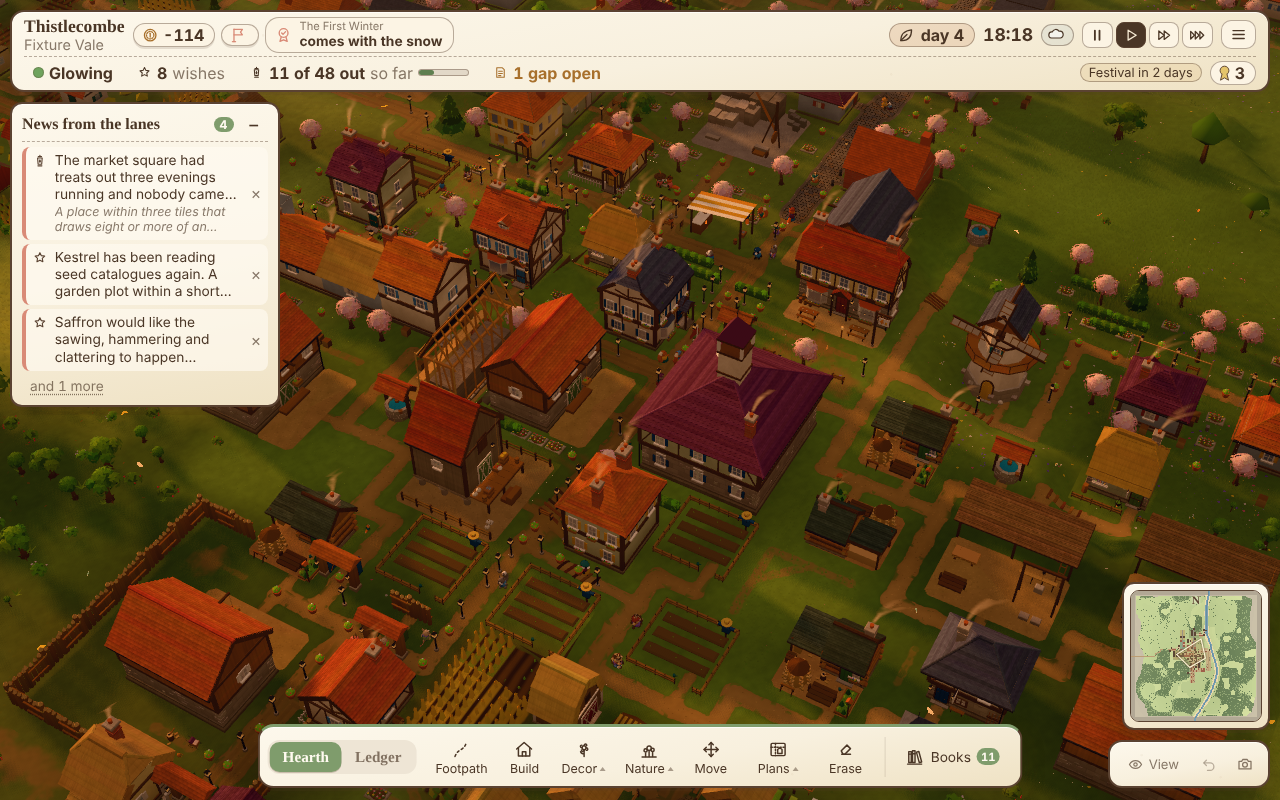 Thistlecombe
Fixture Vale
-114
The First Winter
comes with the snow
day 4
18:18
Glowing
8 wishes
11 of 48 out so far
1 gap open
Festival in 2 days
3
News from the lanes
4
The market square had
treats out three evenings
running and nobody came...
A place within three tiles that
draws eight or more of an...
Kestrel has been reading
seed catalogues again. A
garden plot within a short...
Saffron would like the
sawing, hammering and
clattering to happen...
and 1 more
N
Hearth
Ledger
Footpath
Build
Decor
Nature
Move
Plans
Erase
Books 11
View